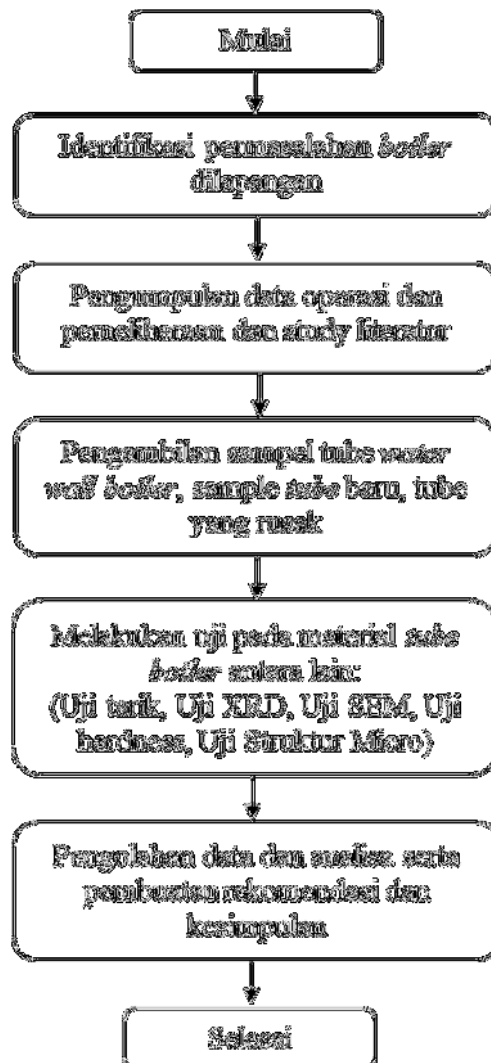 Mulai
Identifikasi permasalahan boiler
dilapangan
Pengumpulan data operasi dan
pemeliharaan dan study literatur
Pengambilan sampel tube water
wall boiler, sample tube baru, tube
yang rusak
Melakukan uji pada material tube
boiler antara lain:
(Uji tarik, Uji XRD, Uji SEM, Uji
hardness, Uji Struktur Micro)
Pengolahan data dan analisa serta
pembuatan rekomendasi dan
kesimpulan
Selesai